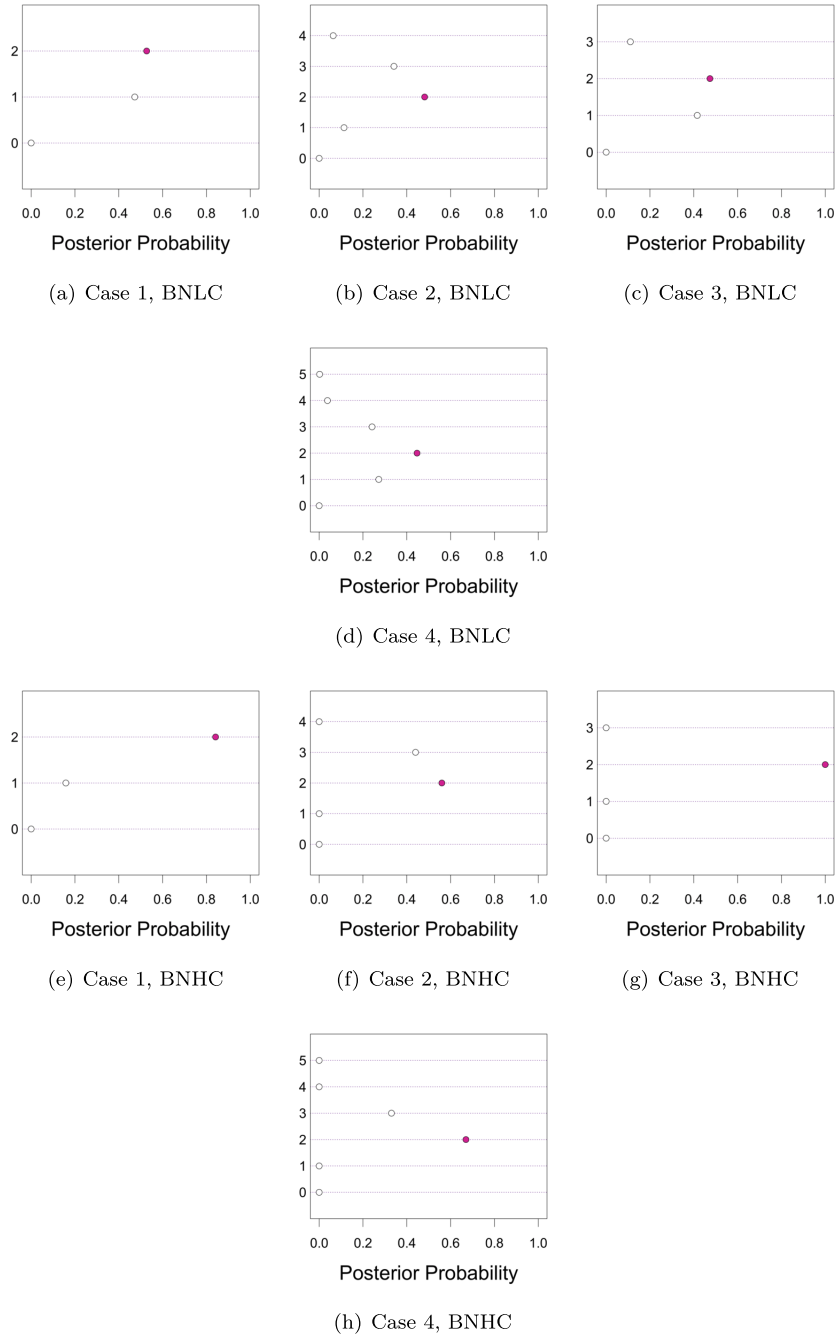 2
1
0
0.0 0.2 0.4 0.6 0.8 1.0
Posterior Probability
(a) Case 1, BNLC
4
3
2
1
0
0.0 0.2 0.4 0.6 0.8 1.0
Posterior Probability
(b) Case 2, BNLC
3
2
1
0
0.0 0.2 0.4 0.6 0.8 1.0
Posterior Probability
(c) Case 3, BNLC
5
4
3
2
1
0
0.0 0.2 0.4 0.6 0.8 1.0
Posterior Probability
(d) Case 4, BNLC
2
1
0
0.0 0.2 0.4 0.6 0.8 1.0
Posterior Probability
(e) Case 1, BNHC
4
3
2
1
0
0.0 0.2 0.4 0.6 0.8 1.0
Posterior Probability
(f) Case 2, BNHC
3
2
1
0
0.0 0.2 0.4 0.6 0.8 1.0
Posterior Probability
(g) Case 3, BNHC
5
4
3
2
1
0
0.0 0.2 0.4 0.6 0.8 1.0
Posterior Probability
(h) Case 4, BNHC